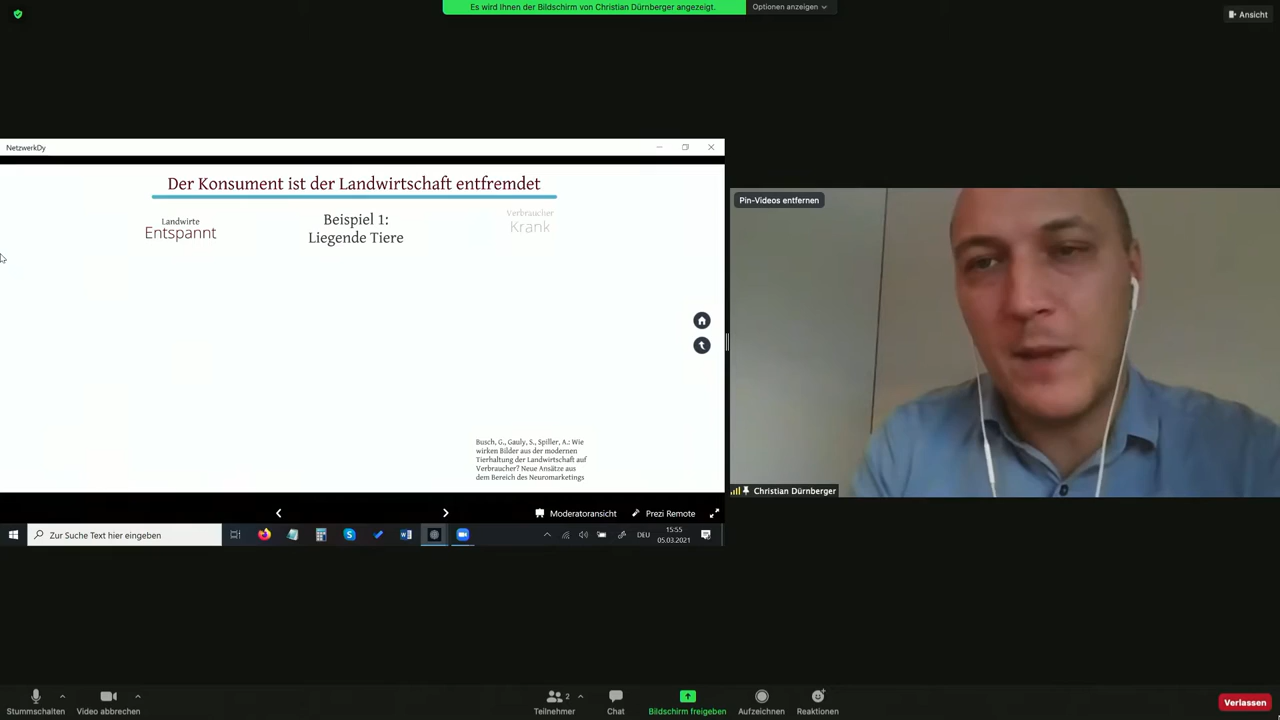 Es wird Ihnen der Bildschirm von Christian Dürnberger angezeigt.
Optionen anzeigen
Ansicht
NetzwerkDy
Der Konsument ist der Landwirtschaft entfremdet
Landwirte
Entspannt
Beispiel 1:
Liegende Tiere
Verbraucher
Krank
Busch, G., Gauly, S., Spiller, A.: Wie
wirken Bilder aus der modernen
Tierhaltung der Landwirtschaft auf
Verbraucher? Neue Ansätze aus
dem Bereich des Neuromarketings
Moderatoransicht
Prezi Remote
Zur Suche Text hier eingeben
DEU
15:55
05.03.2021
Pin-Videos entfernen
Christian Dürnberger
Stummschalten
Video abbrechen
2
Teilnehmer
Chat
Bildschirm freigeben
Aufzeichnen
Reaktionen
Verlassen